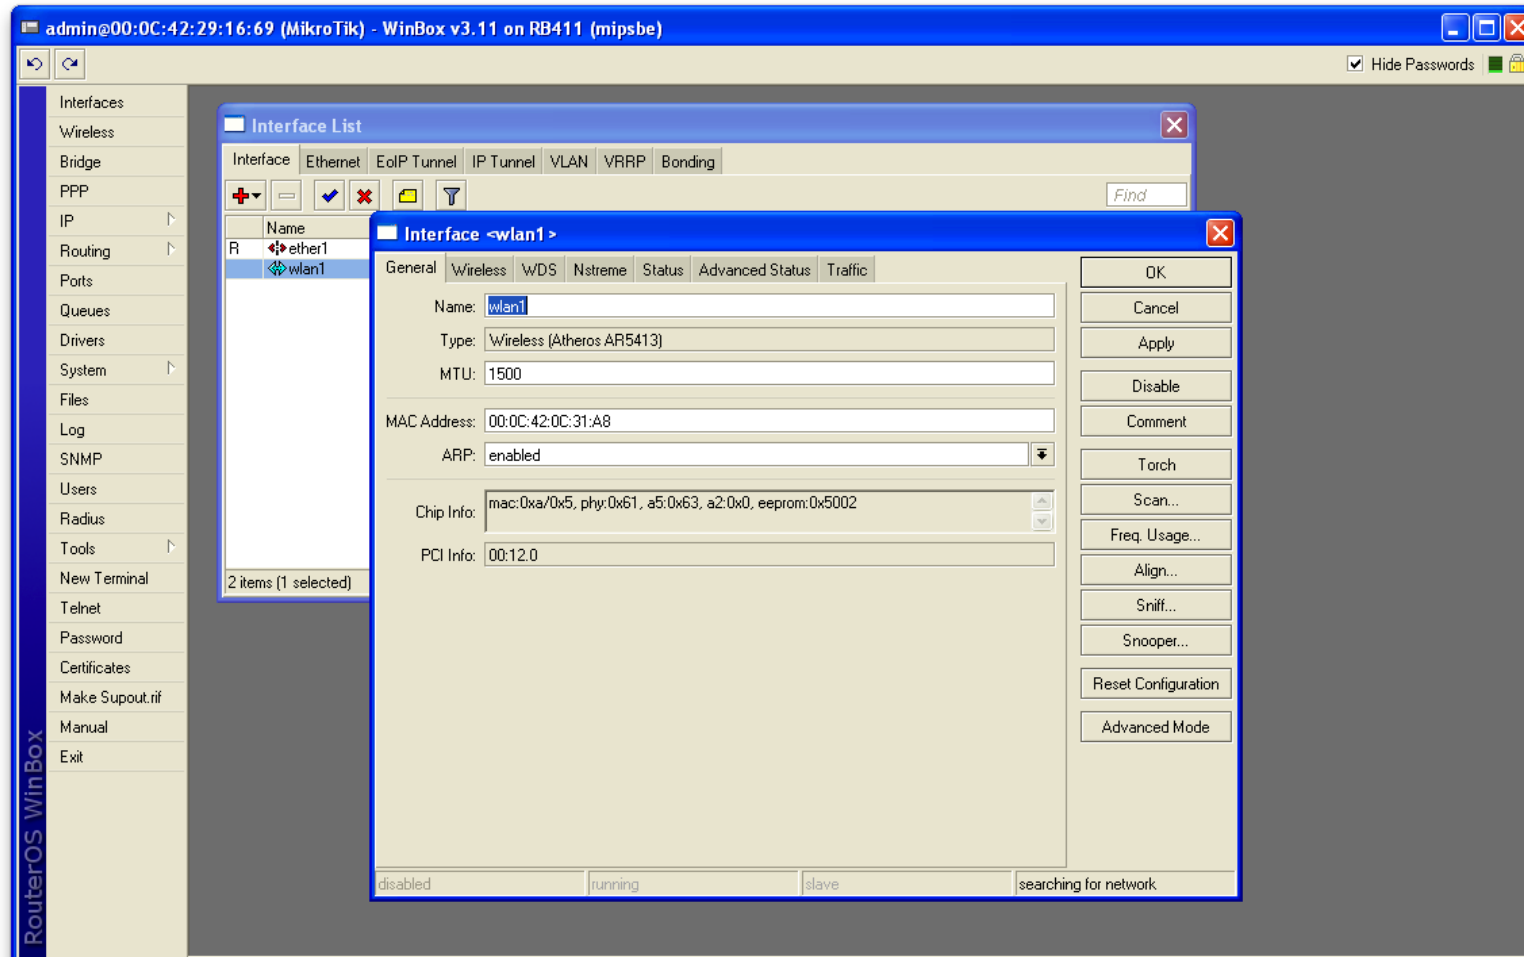 admin@00:0C:42:29:16:69 (MikroTik) - WinBox v3.11 on RB411 (mipsbe)
Hide Passwords
RouterOS WinBox
Interfaces
Wireless
Bridge
PPP
IP
Routing
Ports
Queues
Drivers
System
Files
Log
SNMP
Users
Radius
Tools
New Terminal
Telnet
Password
Certificates
Make Supout.rif
Manual
Exit
Interface List
Interface Ethernet EoIP Tunnel IP Tunnel VLAN VRRP Bonding
Find
Name
R ether1
wlan1
2 items (1 selected)
Interface <wlan1>
General Wireless WDS Nstreme Status Advanced Status Traffic
Name: wlan1
Type: Wireless (Atheros AR5413)
MTU: 1500
MAC Address: 00:0C:42:0C:31:A8
ARP: enabled
Chip Info: mac:0xa/0x5, phy:0x61, a5:0x63, a2:0x0, eeprom:0x5002
PCI Info: 00:12.0
OK
Cancel
Apply
Disable
Comment
Torch
Scan...
Freq. Usage...
Align...
Sniff...
Snooper...
Reset Configuration
Advanced Mode
disabled running slave searching for network